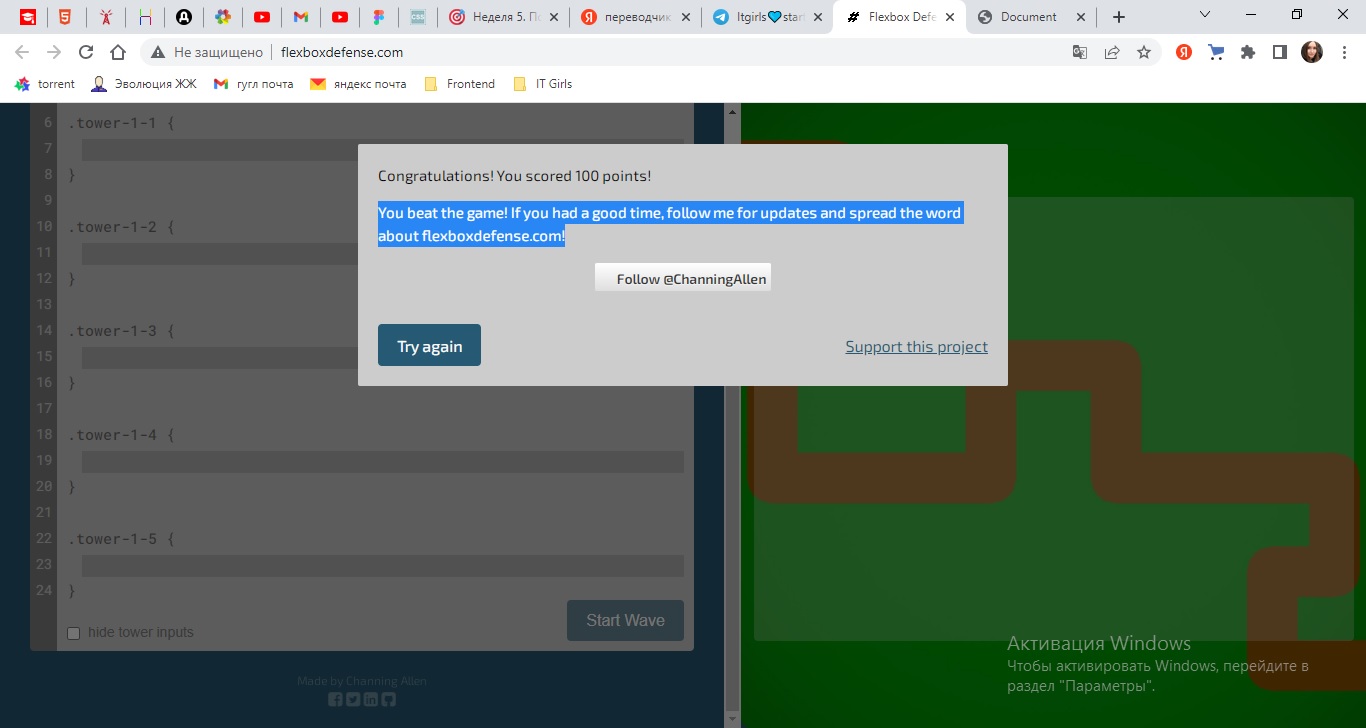 Неделя 5. По
переводчик
Itgirls🩵star
Flexbox Defe
Document
Не защищено
flexboxdefense.com
torrent
Эволюция ЖЖ
гугл почта
яндекс почта
Frontend
IT Girls
6 .tower-1-1 {
7
8 }
9
10 .tower-1-2 {
11
12 }
13
14 .tower-1-3 {
15
16 }
17
18 .tower-1-4 {
19
20 }
21
22 .tower-1-5 {
23
24 }
hide tower inputs
Start Wave
Made by Channing Allen
Congratulations! You scored 100 points!
You beat the game! If you had a good time, follow me for updates and spread the word
about flexboxdefense.com!
Follow @ChanningAllen
Try again
Support this project
Активация Windows
Чтобы активировать Windows, перейдите в
раздел "Параметры".